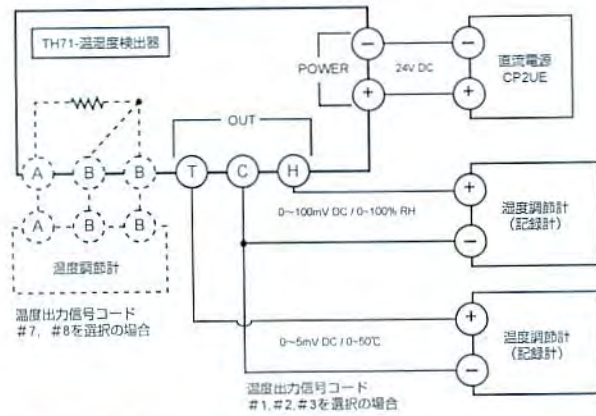 TH71-温湿度検出器
POWER
24V DC
直流電源
CP2UE
−
−
+
+
OUT
A
B
B
T
C
H
A
B
B
温度調節計
0~100mV DC / 0~100% RH
+
−
湿度調節計
(記録計)
温度出力信号コード
#7, #8を選択の場合
0~5mV DC / 0~50℃
+
−
温度調節計
(記録計)
温度出力信号コード
#1,#2,#3を選択の場合